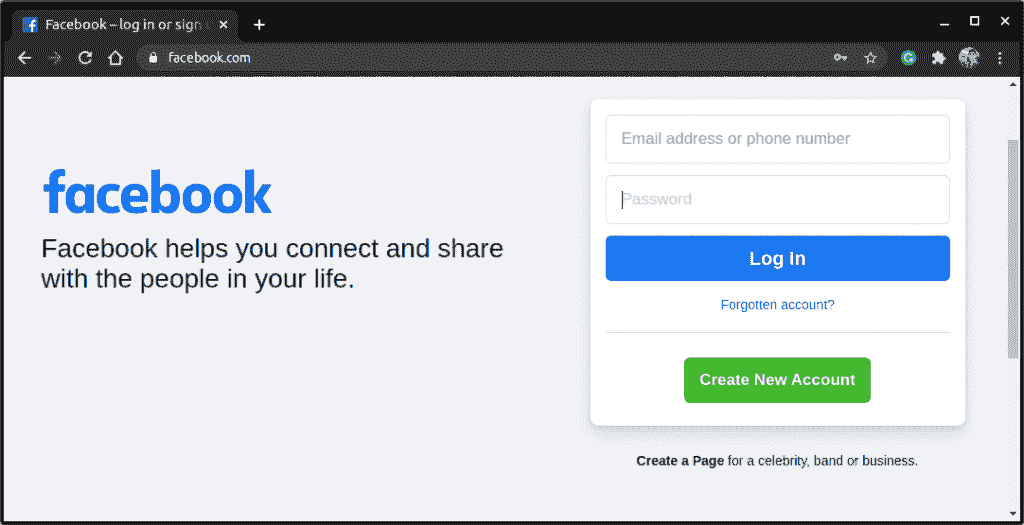 Facebook – log in or sign u
facebook.com
facebook
Facebook helps you connect and share
with the people in your life.
Email address or phone number
Password
Log In
Forgotten account?
Create New Account
Create a Page for a celebrity, band or business.